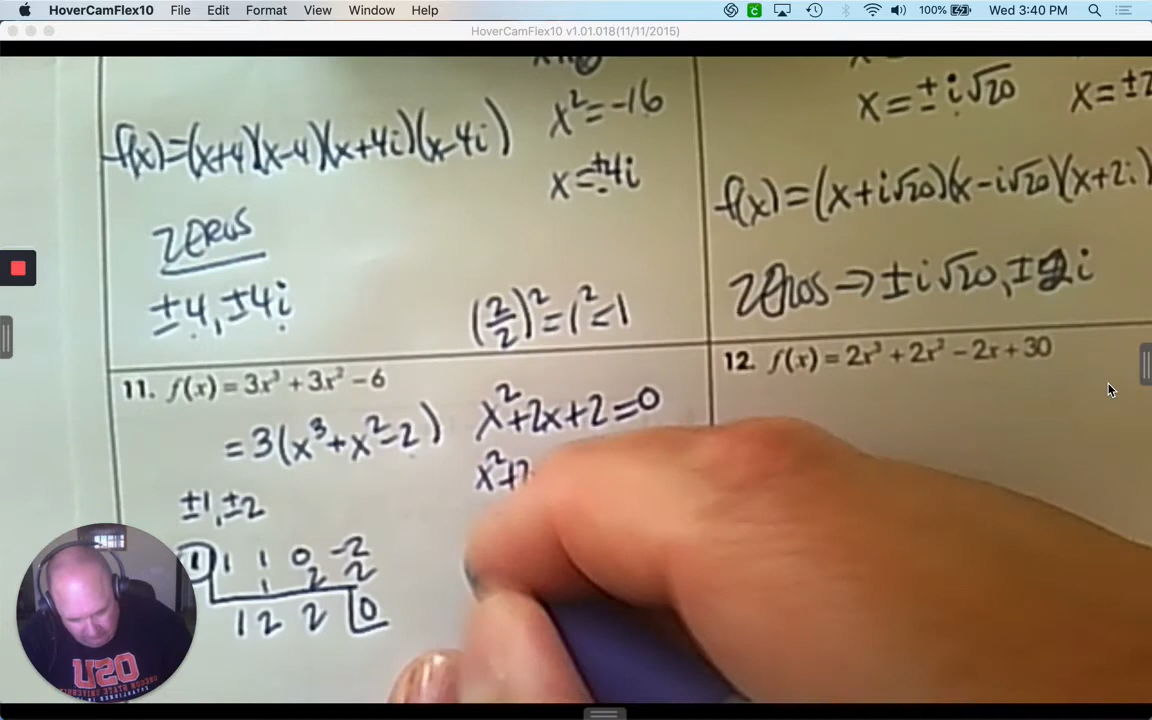 HoverCamFlex10 File Edit Format View Window Help 100% Wed 3:40 PM
HoverCamFlex10 v1.01.018(11/11/2015)
f(x)=(x+4)(x-4)(x+4i)(x-4i)
x²=-16
x=±4i
ZEROS
±4,±4i
x=±i√20
x=±2
f(x)=(x+i√20)(x-i√20)(x+2i)
ZEROS→±i√20,±2i
(2/2)²=1²=1
11. f(x) = 3x³ + 3x² - 6
=3(x³+x²-2)
±1,±2
1 1 1 0 -2
1 2 2
1 2 2 0
x²+2x+2=0
x²+2
12. f(x) = 2x³ + 2x² - 2x + 30